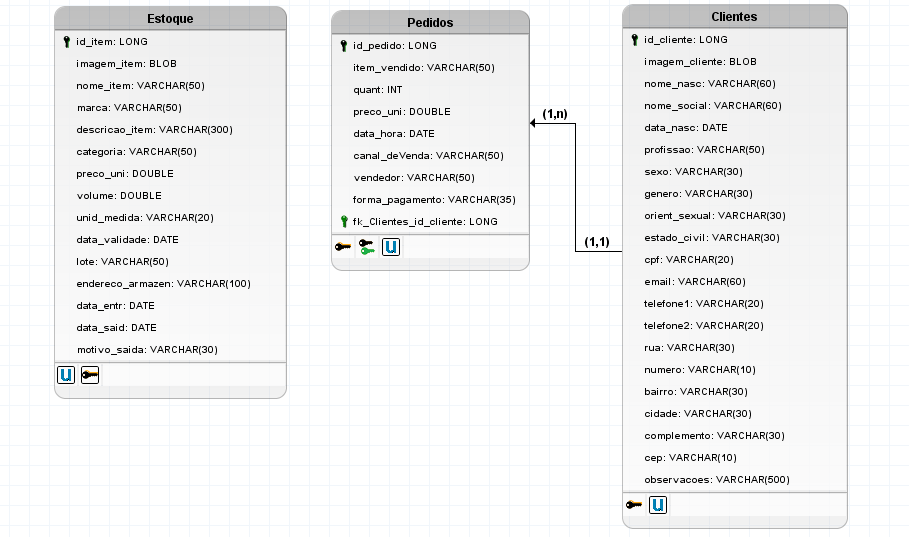 Estoque
id_item: LONG
imagem_item: BLOB
nome_item: VARCHAR(50)
marca: VARCHAR(50)
descricao_item: VARCHAR(300)
categoria: VARCHAR(50)
preco_uni: DOUBLE
volume: DOUBLE
unid_medida: VARCHAR(20)
data_validade: DATE
lote: VARCHAR(50)
endereco_armazen: VARCHAR(100)
data_entr: DATE
data_said: DATE
motivo_saida: VARCHAR(30)
U
Pedidos
id_pedido: LONG
item_vendido: VARCHAR(50)
quant: INT
preco_uni: DOUBLE
data_hora: DATE
canal_deVenda: VARCHAR(50)
vendedor: VARCHAR(50)
forma_pagamento: VARCHAR(35)
fk_Clientes_id_cliente: LONG
U
(1,n)
(1,1)
Clientes
id_cliente: LONG
imagem_cliente: BLOB
nome_nasc: VARCHAR(60)
nome_social: VARCHAR(60)
data_nasc: DATE
profissao: VARCHAR(50)
sexo: VARCHAR(30)
genero: VARCHAR(30)
orient_sexual: VARCHAR(30)
estado_civil: VARCHAR(30)
cpf: VARCHAR(20)
email: VARCHAR(60)
telefone1: VARCHAR(20)
telefone2: VARCHAR(20)
rua: VARCHAR(30)
numero: VARCHAR(10)
bairro: VARCHAR(30)
cidade: VARCHAR(30)
complemento: VARCHAR(30)
cep: VARCHAR(10)
observacoes: VARCHAR(500)
U